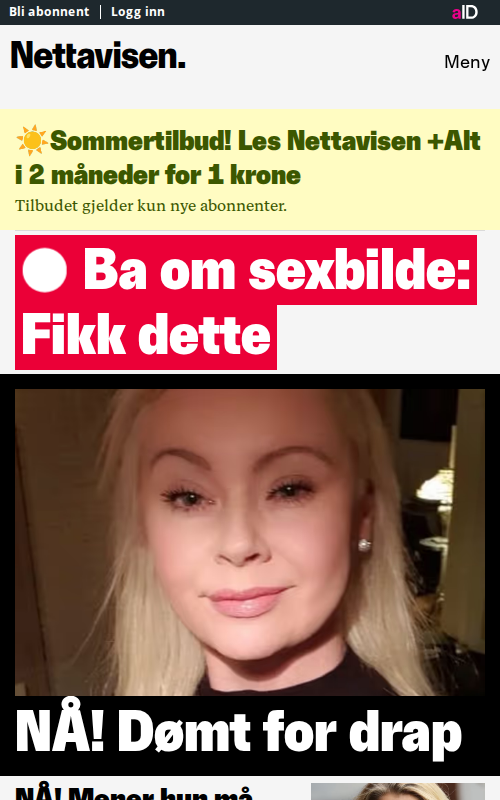 Bli abonnent | Logg inn
aID
Nettavisen.
Meny
☀️Sommertilbud! Les Nettavisen +Alt
i 2 måneder for 1 krone
Tilbudet gjelder kun nye abonnenter.
Ba om sexbilde:
Fikk dette
NÅ! Dømt for drap
NÅ! Mener hun må